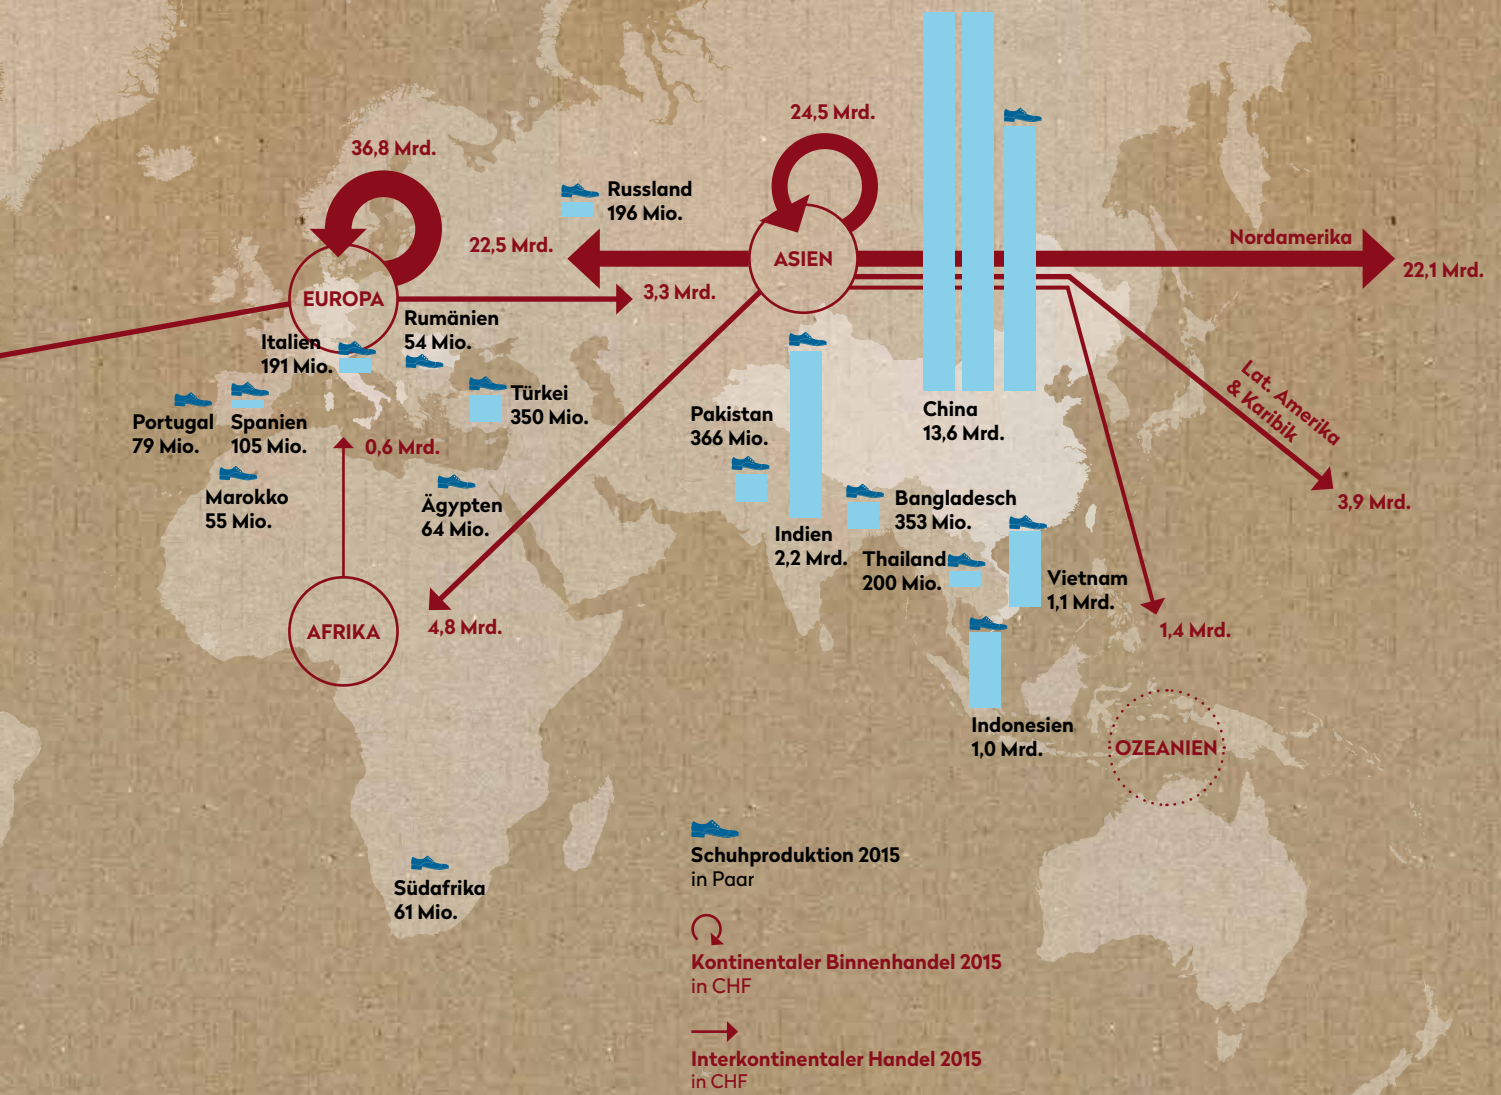 24,5 Mrd.
36,8 Mrd.
Russland
196 Mio.
22,5 Mrd.
ASIEN
Nordamerika
22,1 Mrd.
EUROPA
3,3 Mrd.
Rumänien
54 Mio.
Italien
191 Mio.
Türkei
350 Mio.
Portugal
79 Mio.
Spanien
105 Mio.
0,6 Mrd.
Marokko
55 Mio.
Ägypten
64 Mio.
Pakistan
366 Mio.
China
13,6 Mrd.
Lat. Amerika
& Karibik
3,9 Mrd.
Indien
2,2 Mrd.
Bangladesch
353 Mio.
Thailand
200 Mio.
Vietnam
1,1 Mrd.
AFRIKA
4,8 Mrd.
1,4 Mrd.
Indonesien
1,0 Mrd.
OZEANIEN
Südafrika
61 Mio.
Schuhproduktion 2015
in Paar
Kontinentaler Binnenhandel 2015
in CHF
Interkontinentaler Handel 2015
in CHF